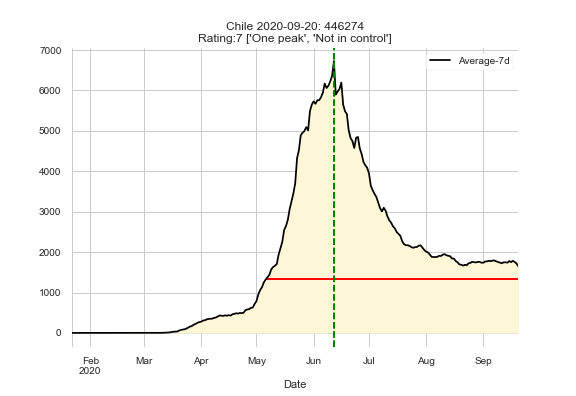 Chile 2020-09-20: 446274
Rating:7 ['One peak', 'Not in control']
Average-7d
7000
6000
5000
4000
3000
2000
1000
0
Feb Mar Apr May Jun Jul Aug Sep
2020
Date